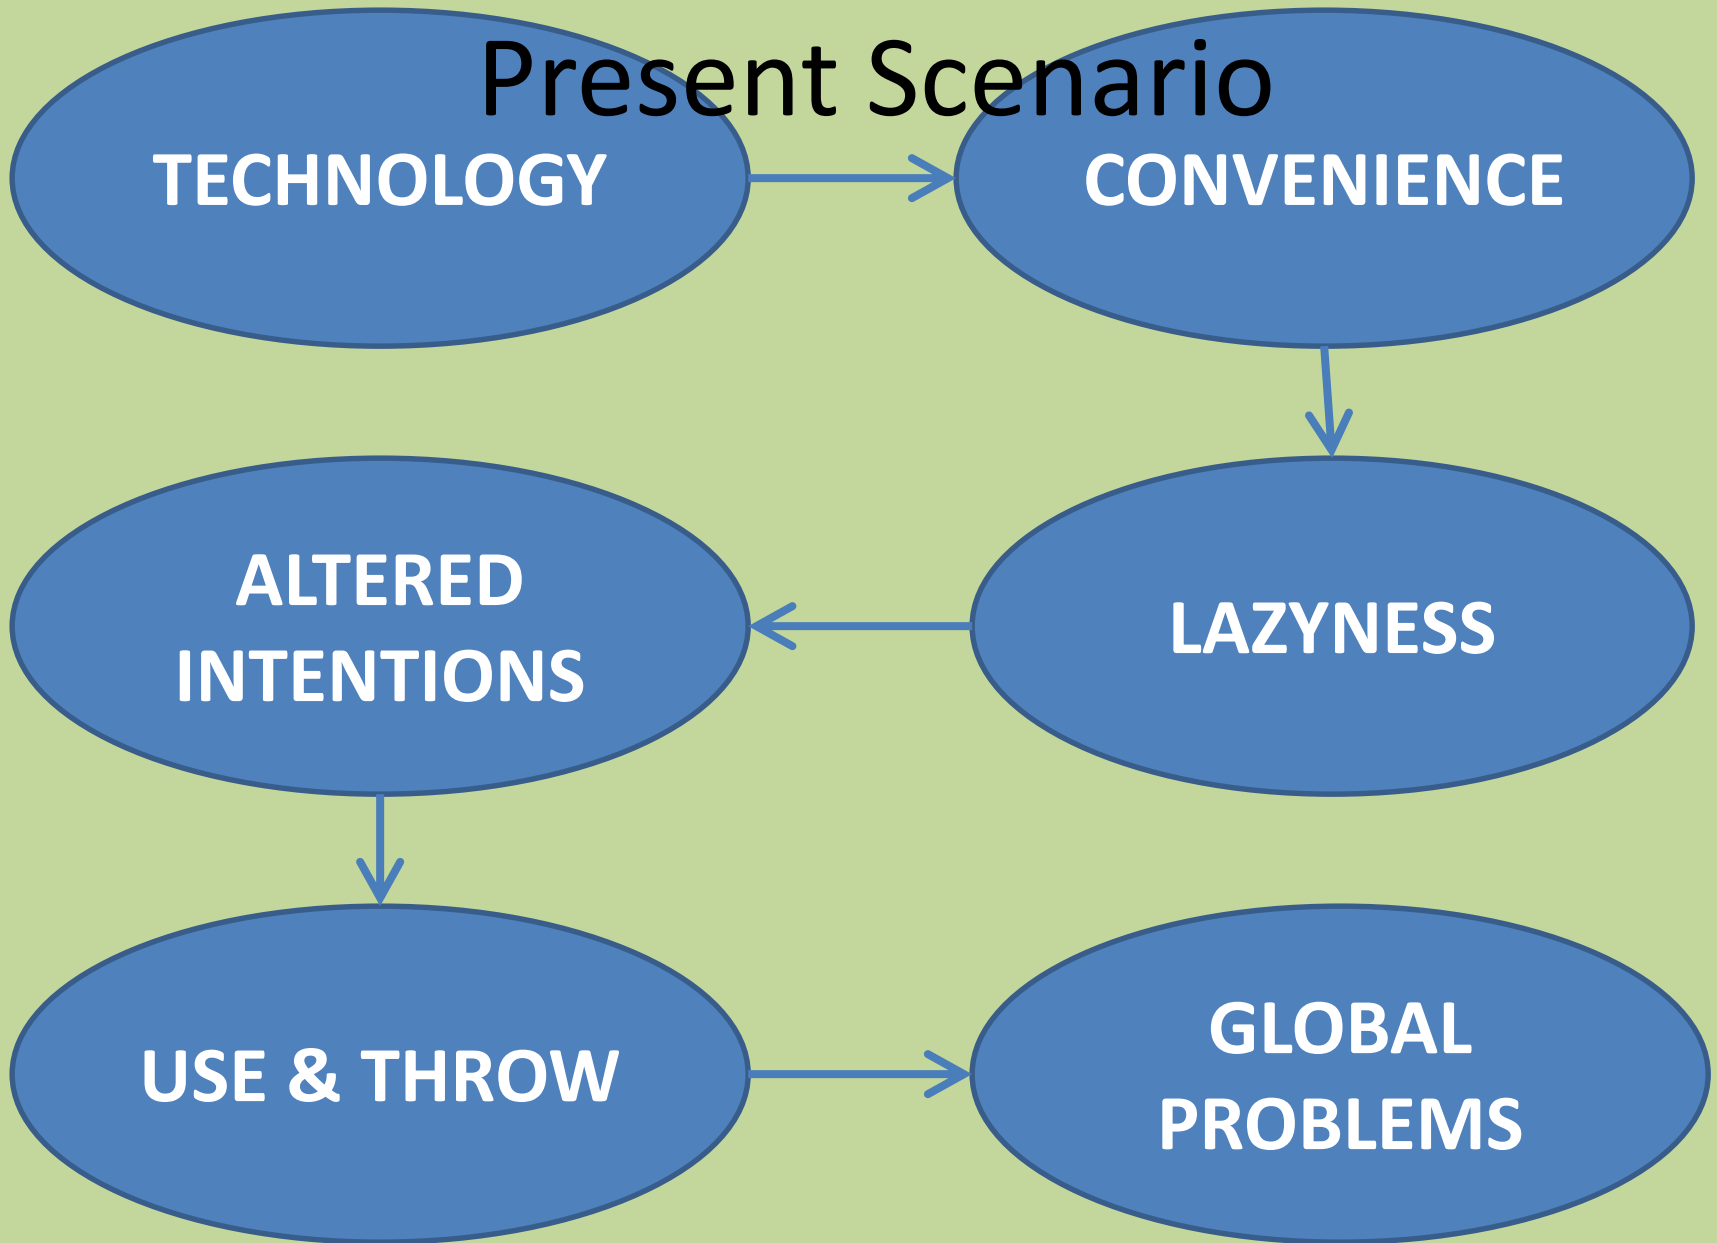 Present Scenario
TECHNOLOGY
CONVENIENCE
LAZYNESS
ALTERED
INTENTIONS
USE & THROW
GLOBAL
PROBLEMS